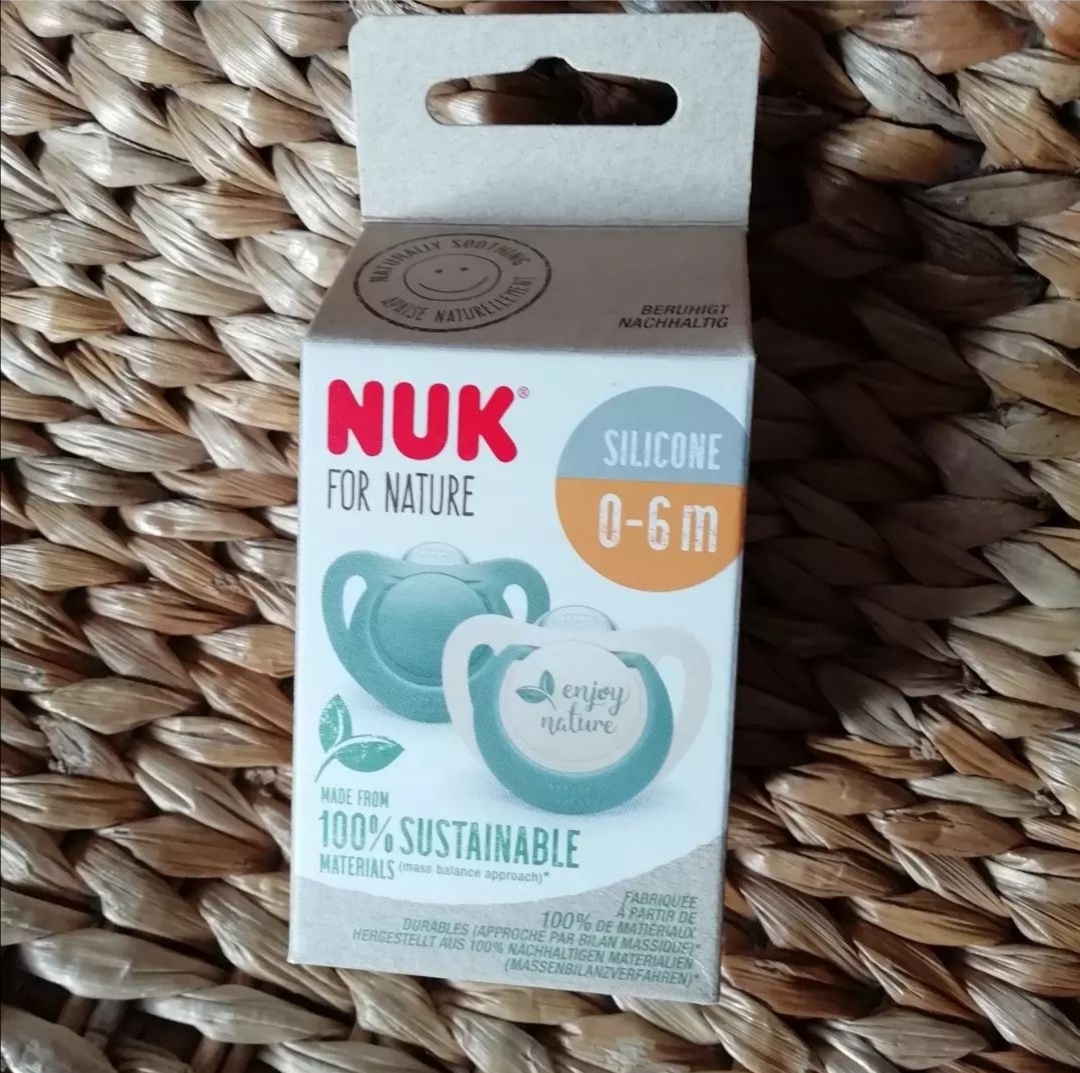 NATURALLY SOOTHING
APAISE NATURELLEMENT
BERUHIGT
NACHHALTIG
NUK®
FOR NATURE
SILICONE
0-6 m
enjoy
nature
MADE FROM
100% SUSTAINABLE
MATERIALS (mass balance approach)*
FABRIQUÉE
À PARTIR DE
100% DE MATÉRIAUX
DURABLES (APPROCHE PAR BILAN MASSIQUE)*
HERGESTELLT AUS 100% NACHHALTIGEN MATERIALIEN
(MASSENBILANZVERFAHREN)*